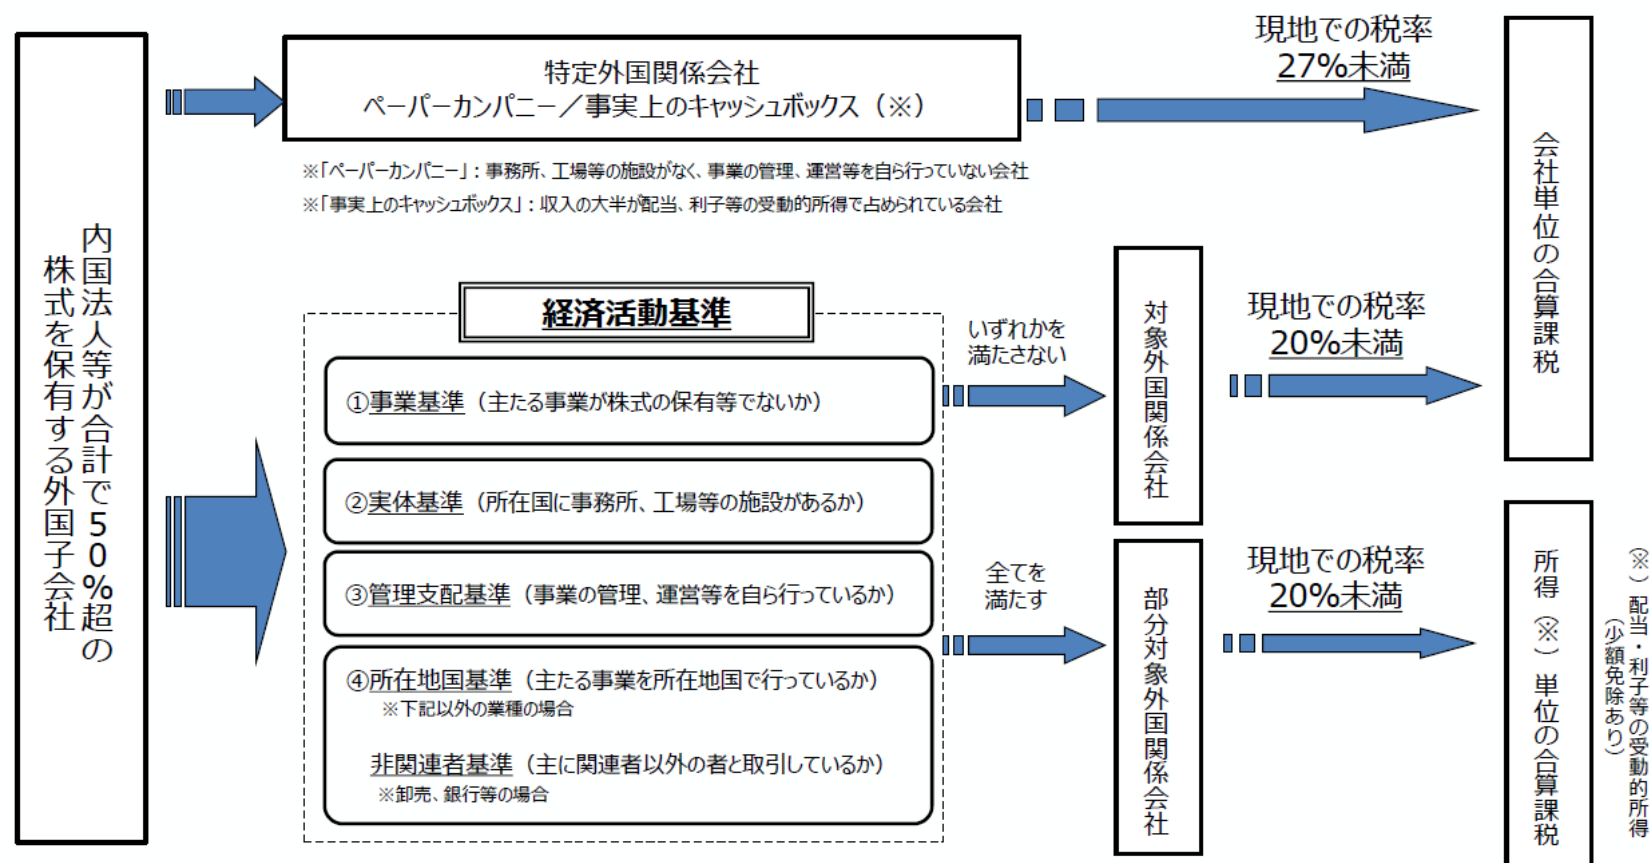 内国法人等が合計で50%超の
株式を保有する外国子会社
特定外国関係会社
ペーパーカンパニー／事実上のキャッシュボックス（※）
※「ペーパーカンパニー」：事務所、工場等の施設がなく、事業の管理、運営等を自ら行っていない会社
※「事実上のキャッシュボックス」：収入の大半が配当、利子等の受動的所得で占められている会社
現地での税率
27%未満
会社単位の合算課税
経済活動基準
①事業基準（主たる事業が株式の保有等でないか）
②実体基準（所在国に事務所、工場等の施設があるか）
③管理支配基準（事業の管理、運営等を自ら行っているか）
④所在地国基準（主たる事業を所在地国で行っているか）
※下記以外の業種の場合
非関連者基準（主に関連者以外の者と取引しているか）
※卸売、銀行等の場合
いずれかを
満たさない
対象外国関係会社
現地での税率
20%未満
全てを
満たす
部分対象外国関係会社
現地での税率
20%未満
所得（※）単位の合算課税
（※）配当・利子等の受動的所得
（少額免除あり）